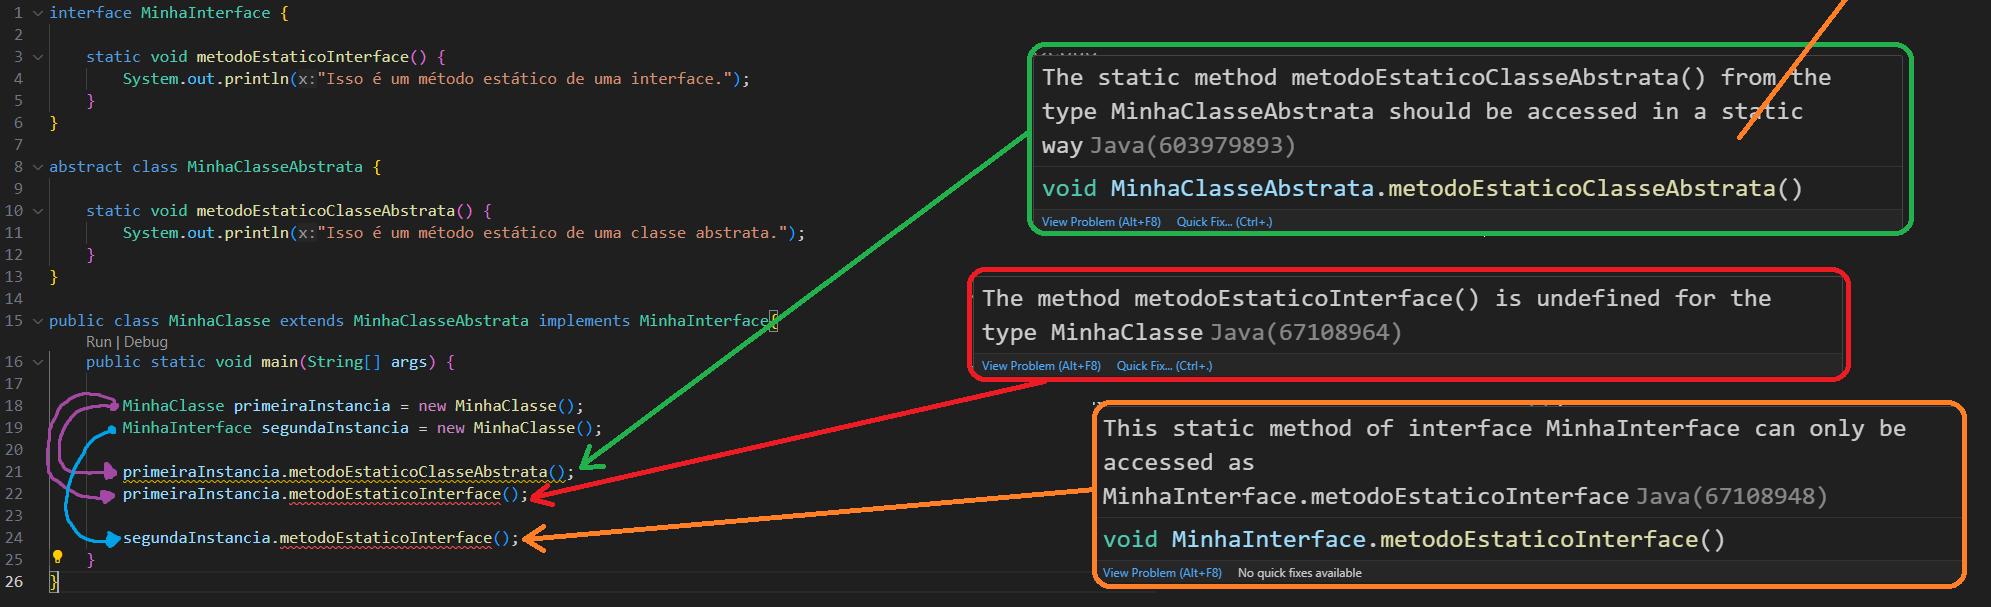 1 interface MinhaInterface {
2
3 static void metodoEstaticoInterface() {
4 System.out.println(x:"Isso é um método estático de uma interface.");
5 }
6 }
7
8 abstract class MinhaClasseAbstrata {
9
10 static void metodoEstaticoClasseAbstrata() {
11 System.out.println(x:"Isso é um método estático de uma classe abstrata.");
12 }
13 }
14
15 public class MinhaClasse extends MinhaClasseAbstrata implements MinhaInterface{
Run | Debug
16 public static void main(String[] args) {
17
18 MinhaClasse primeiraInstancia = new MinhaClasse();
19 MinhaInterface segundaInstancia = new MinhaClasse();
20
21 primeiraInstancia.metodoEstaticoClasseAbstrata();
22 primeiraInstancia.metodoEstaticoInterface();
23
24 segundaInstancia.metodoEstaticoInterface();
25 }
26 }
The static method metodoEstaticoClasseAbstrata() from the
type MinhaClasseAbstrata should be accessed in a static
way Java(603979893)
void MinhaClasseAbstrata.metodoEstaticoClasseAbstrata()
View Problem (Alt+F8) Quick Fix... (Ctrl+.)
The method metodoEstaticoInterface() is undefined for the
type MinhaClasse Java(67108964)
View Problem (Alt+F8) Quick Fix... (Ctrl+.)
This static method of interface MinhaInterface can only be
accessed as
MinhaInterface.metodoEstaticoInterface Java(67108948)
void MinhaInterface.metodoEstaticoInterface()
View Problem (Alt+F8) No quick fixes available